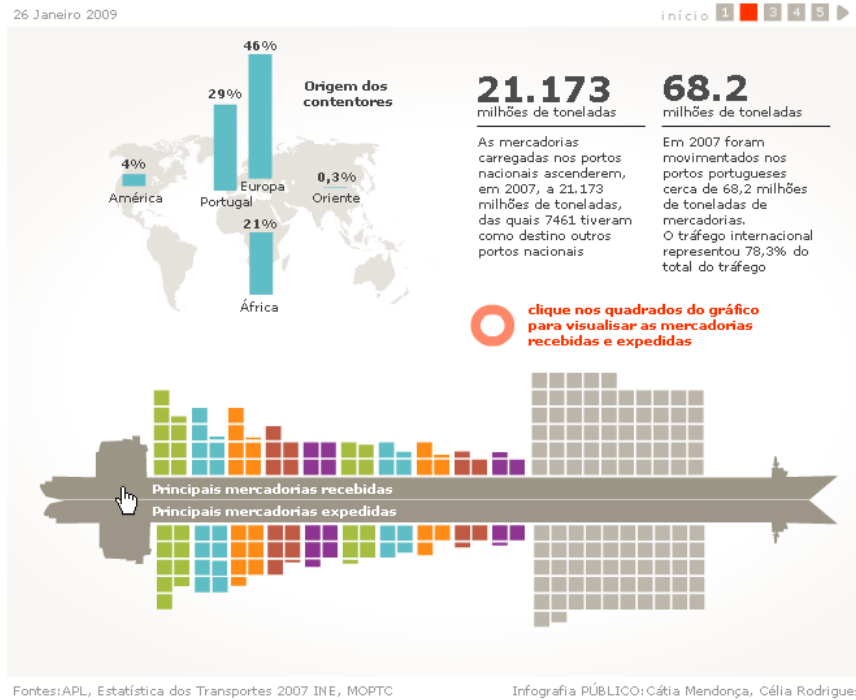 26 Janeiro 2009
início 1 3 4 5
46%
29%
4%
0,3%
21%
Origem dos
contentores
América
Portugal
Europa
Oriente
África
21.173
milhões de toneladas
As mercadorias
carregadas nos portos
nacionais ascenderem,
em 2007, a 21.173
milhões de toneladas,
das quais 7461 tiveram
como destino outros
portos nacionais
68.2
milhões de toneladas
Em 2007 foram
movimentados nos
portos portugueses
cerca de 68,2 milhões
de toneladas de
mercadorias.
O tráfego internacional
representou 78,3% do
total do tráfego
clique nos quadrados do gráfico
para visualisar as mercadorias
recebidas e expedidas
Principais mercadorias recebidas
Principais mercadorias expedidas
Fontes:APL, Estatística dos Transportes 2007 INE, MOPTC
Infografia PÚBLICO:Cátia Mendonça, Célia Rodrigues